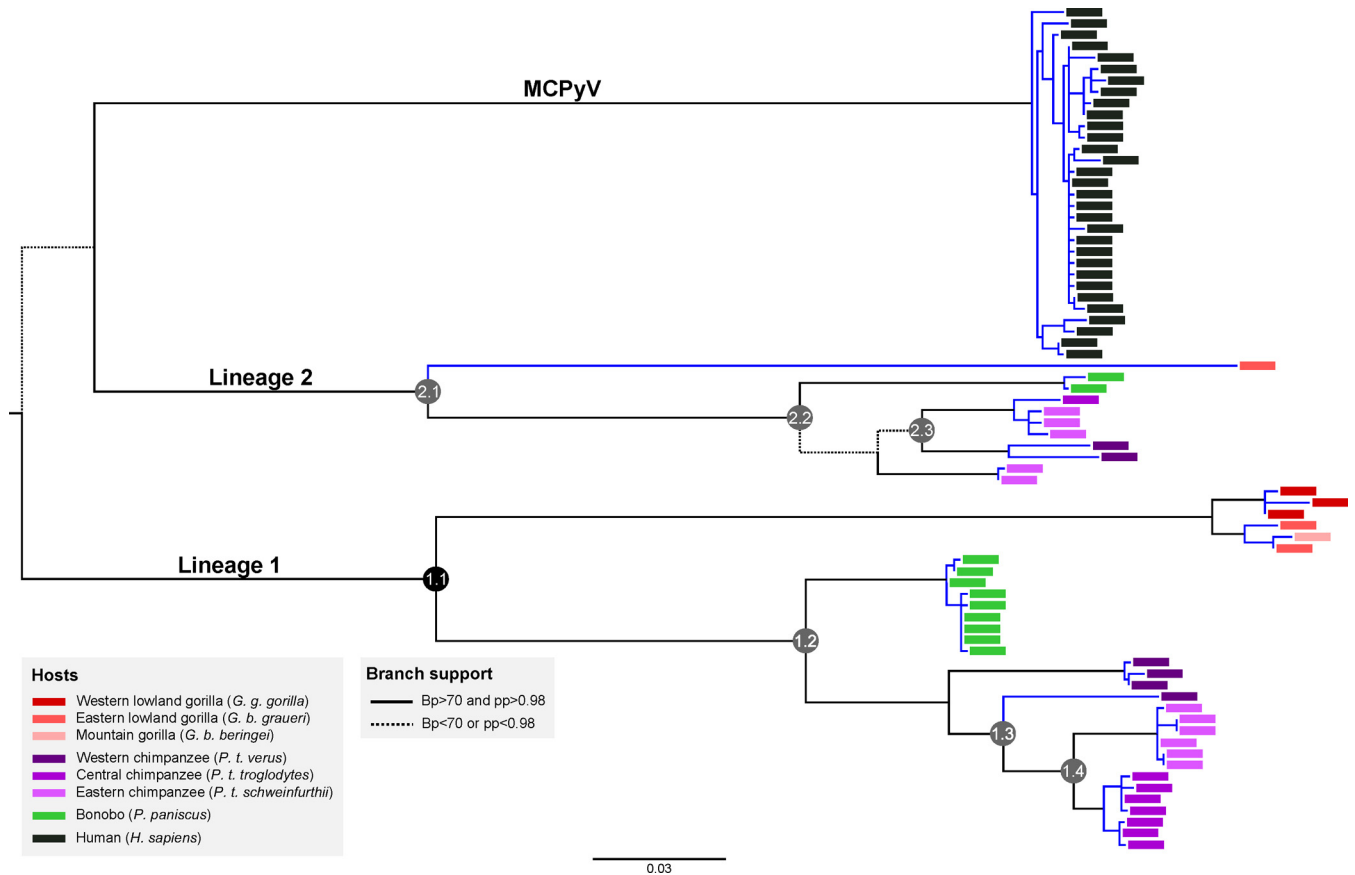 MCPyV
Lineage 2
2.1
2.2
2.3
Lineage 1
1.1
1.2
1.3
1.4
Hosts
Western lowland gorilla (G. g. gorilla)
Eastern lowland gorilla (G. b. graueri)
Mountain gorilla (G. b. beringei)
Western chimpanzee (P. t. verus)
Central chimpanzee (P. t. troglodytes)
Eastern chimpanzee (P. t. schweinfurthii)
Bonobo (P. paniscus)
Human (H. sapiens)
Branch support
Bp>70 and pp>0.98
Bp<70 or pp<0.98
0.03